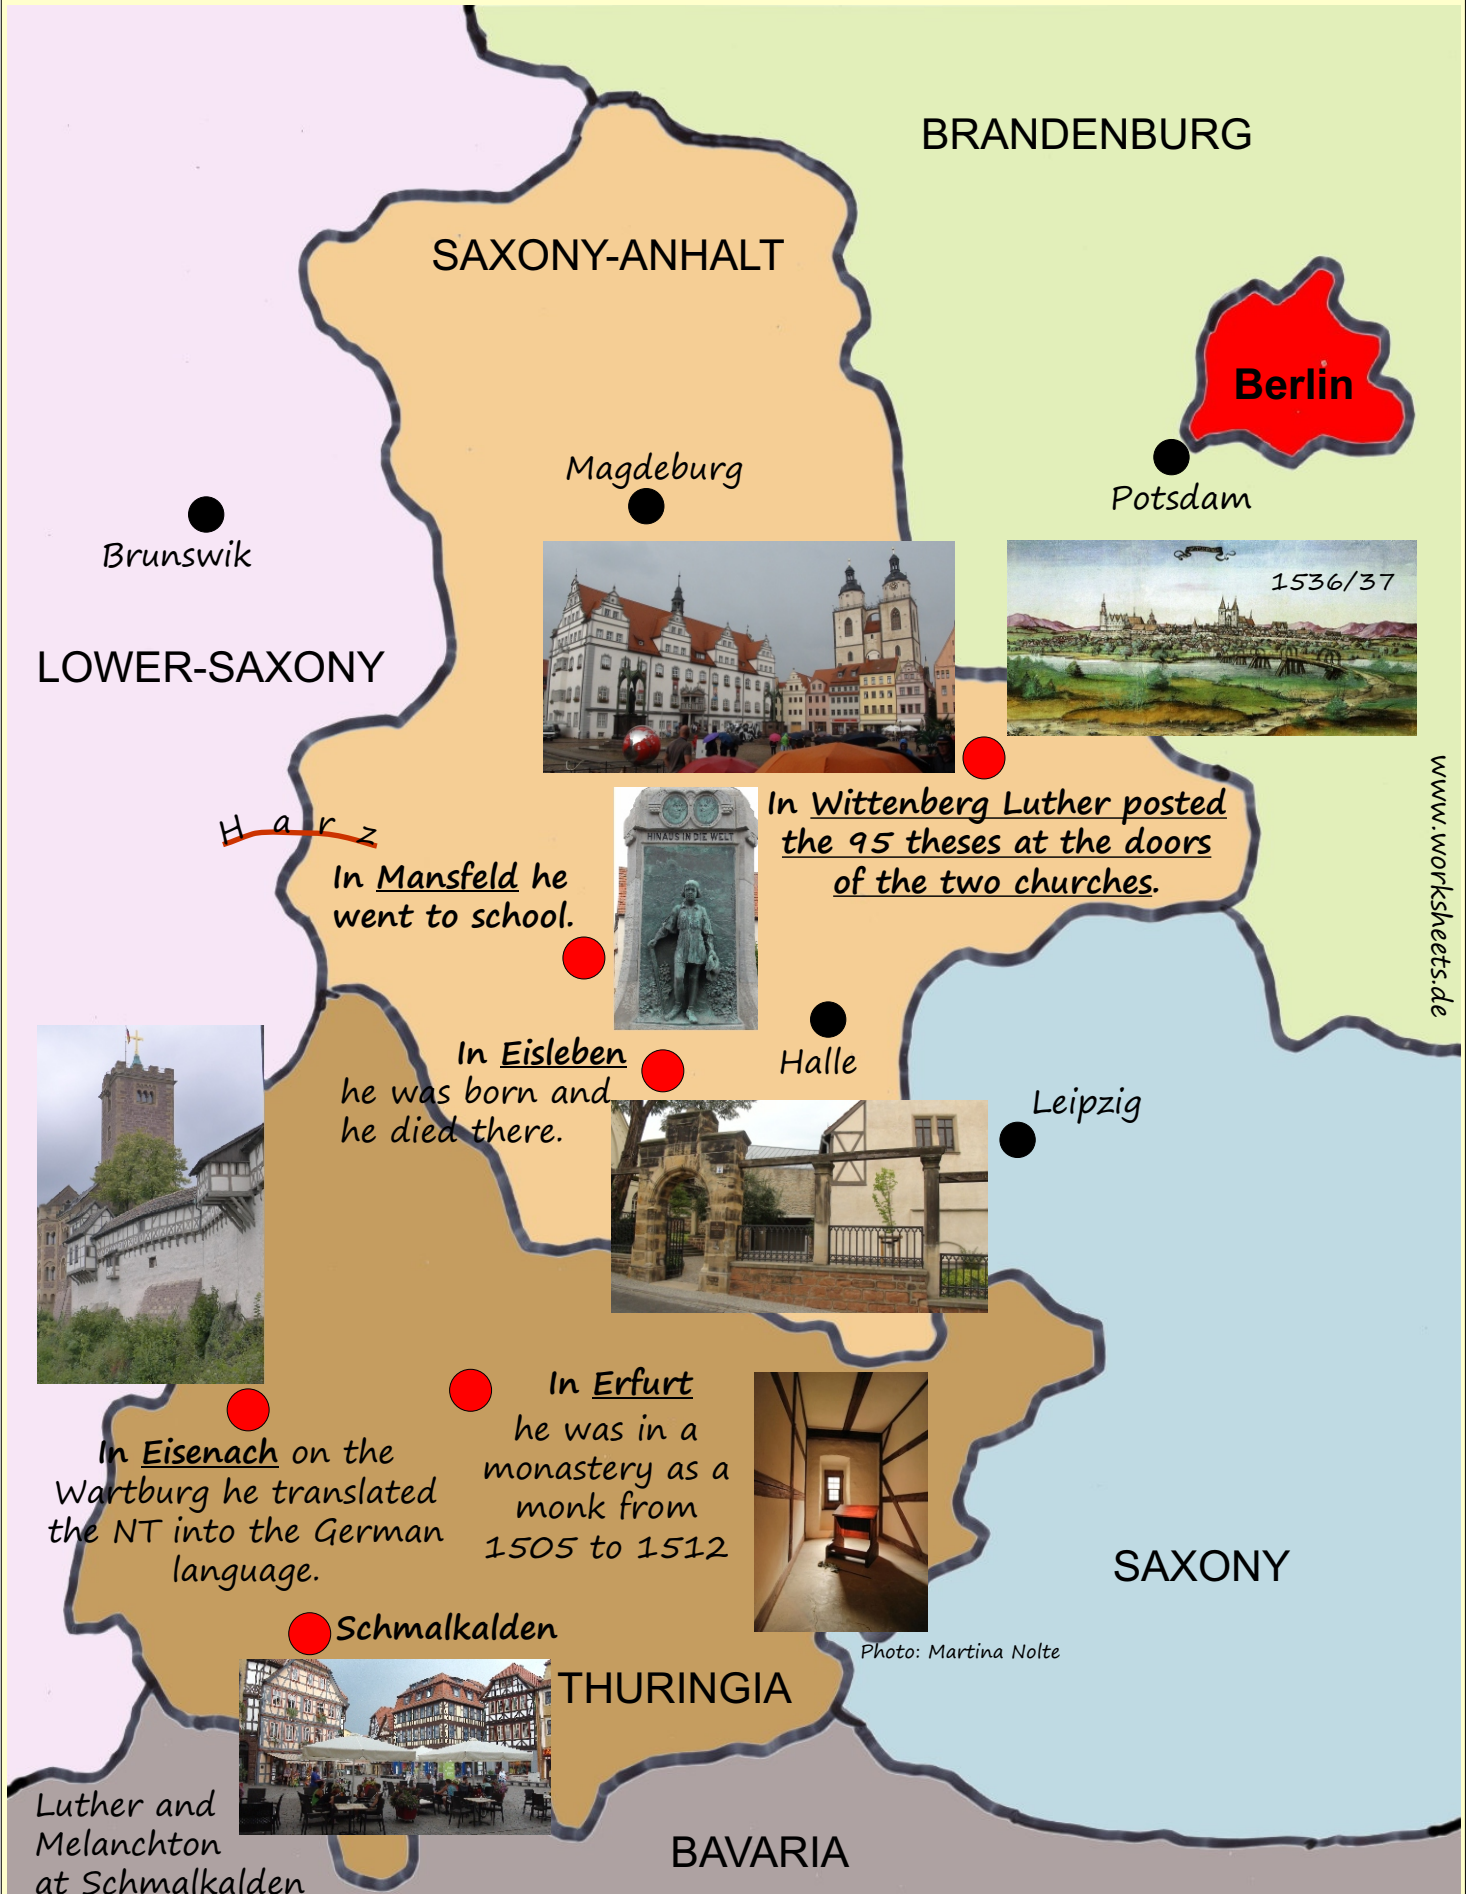 BRANDENBURG
SAXONY-ANHALT
Berlin
Magdeburg
Potsdam
Brunswik
1536/37
LOWER-SAXONY
www.worksheets.de
Harz
In Wittenberg Luther posted
the 95 theses at the doors
of the two churches.
HINAUS IN DIE WELT
In Mansfeld he
went to school.
Halle
In Eisleben
he was born and
he died there.
Leipzig
In Erfurt
he was in a
monastery as a
monk from
1505 to 1512
In Eisenach on the
Wartburg he translated
the NT into the German
language.
SAXONY
Schmalkalden
Photo: Martina Nolte
THURINGIA
Luther and
Melanchton
at Schmalkalden
BAVARIA